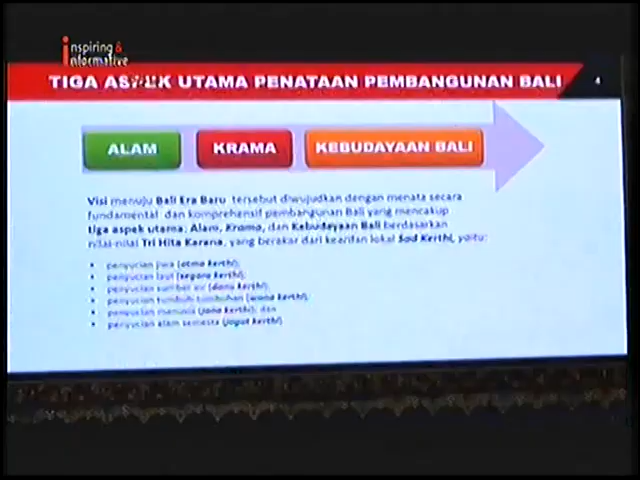 inspiring &
informative
TIGA ASPEK UTAMA PENATAAN PEMBANGUNAN BALI
4
ALAM
KRAMA
KEBUDAYAAN BALI
Visi menuju Bali Era Baru tersebut diwujudkan dengan menata secara
fundamental dan komprehensif pembangunan Bali yang mencakup
tiga aspek utama, Alam, Krama, dan Kebudayaan Bali berdasarkan
nilai-nilai Tri Hita Karana, yang berakar dari kearifan lokal Sad Kerthi, yaitu:
• penyucian jiwa (atma kerthi);
• penyucian laut (segara kerthi);
• penyucian sumber air (danu kerthi);
• penyucian tumbuh-tumbuhan (wana kerthi);
• penyucian manusia (jana kerthi); dan
• penyucian alam semesta (jagat kerthi)